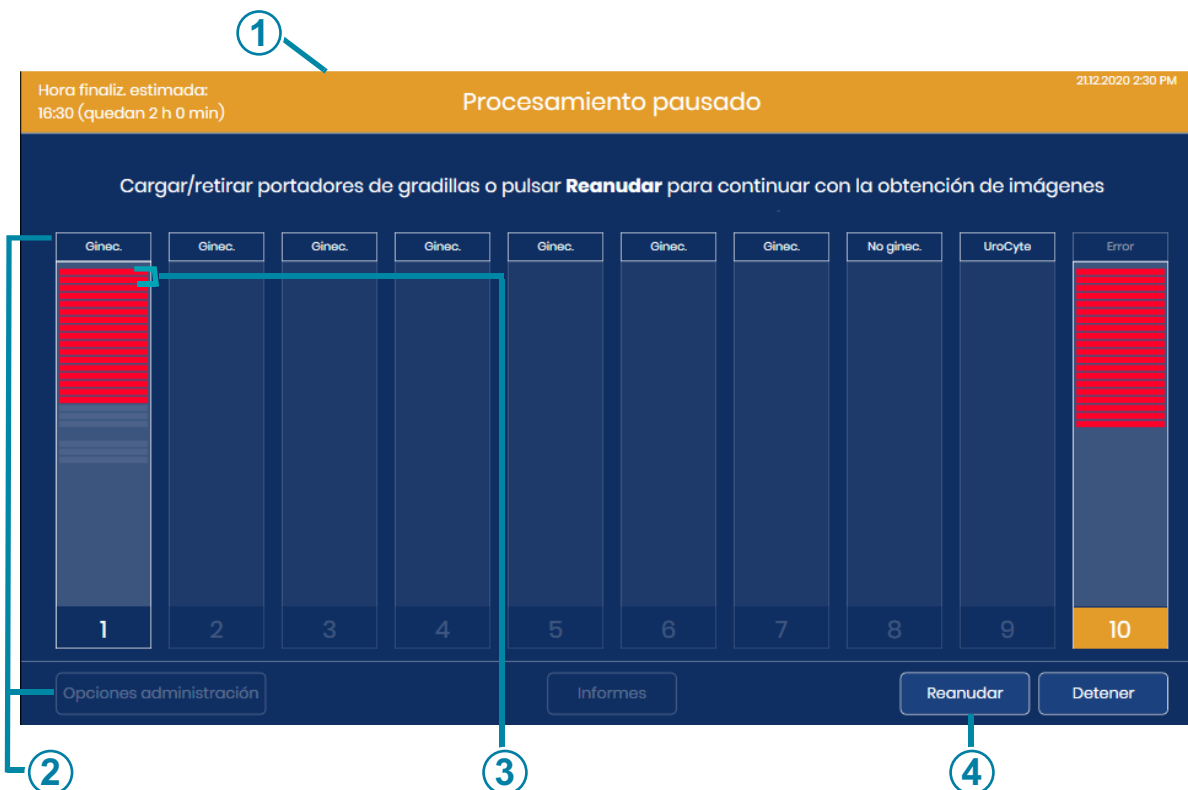 1
Hora finaliz. estimada:
16:30 (quedan 2 h 0 min)
Procesamiento pausado
21.12.2020 2:30 PM
Cargar/retirar portadores de gradillas o pulsar Reanudar para continuar con la obtención de imágenes
Ginec. Ginec. Ginec. Ginec. Ginec. Ginec. Ginec. No ginec. UroCyte Error
1 2 3 4 5 6 7 8 9 10
Opciones administración Informes Reanudar Detener
2 3 4